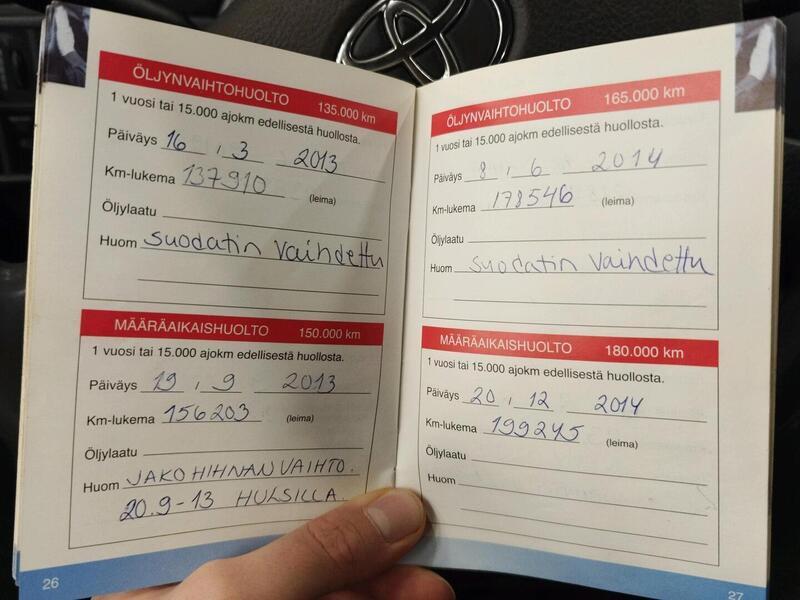 ÖLJYNVAIHTOHUOLTO 135.000 km
1 vuosi tai 15.000 ajokm edellisestä huollosta.
Päiväys 16 , 3 2013
Km-lukema 137910 (leima)
Öljylaatu
Huom suodatin vaihdettu
MÄÄRÄAIKAISHUOLTO 150.000 km
1 vuosi tai 15.000 ajokm edellisestä huollosta.
Päiväys 19 , 9 2013
Km-lukema 156203 (leima)
Öljylaatu
Huom JAKOHIHNAN VAIHTO.
20.9-13 HULSILLA.
26
ÖLJYNVAIHTOHUOLTO 165.000 km
1 vuosi tai 15.000 ajokm edellisestä huollosta.
Päiväys 8 , 6 2014
Km-lukema 178546 (leima)
Öljylaatu
Huom suodatin vaihdettu
MÄÄRÄAIKAISHUOLTO 180.000 km
1 vuosi tai 15.000 ajokm edellisestä huollosta.
Päiväys 20 , 12 2014
Km-lukema 199245 (leima)
Öljylaatu
Huom
27